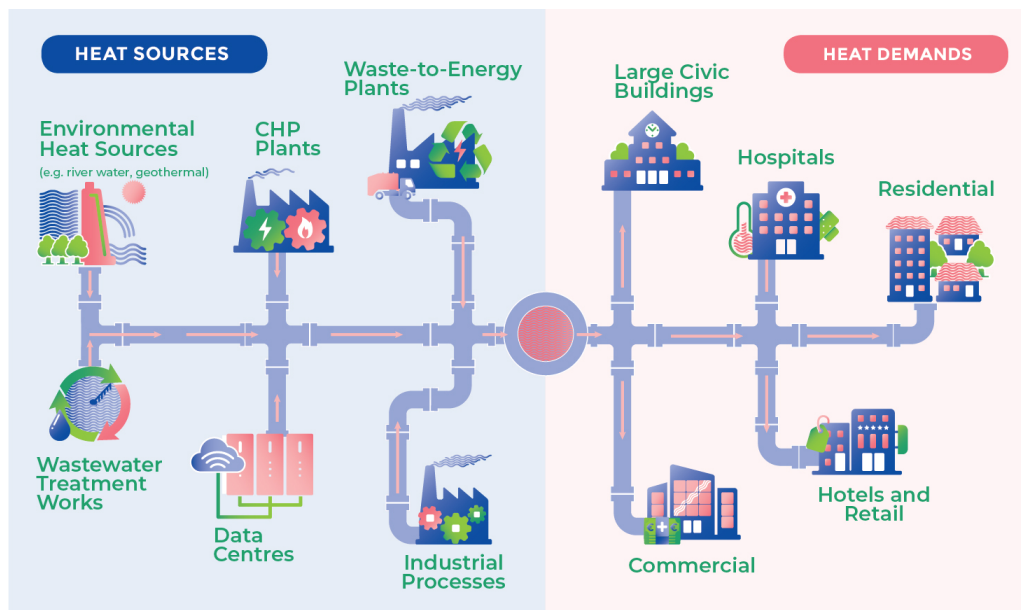 HEAT SOURCES
HEAT DEMANDS
Waste-to-Energy
Plants
Large Civic
Buildings
Environmental
Heat Sources
(e.g. river water, geothermal)
CHP
Plants
Hospitals
Residential
Wastewater
Treatment
Works
Data
Centres
Industrial
Processes
Commercial
Hotels and
Retail